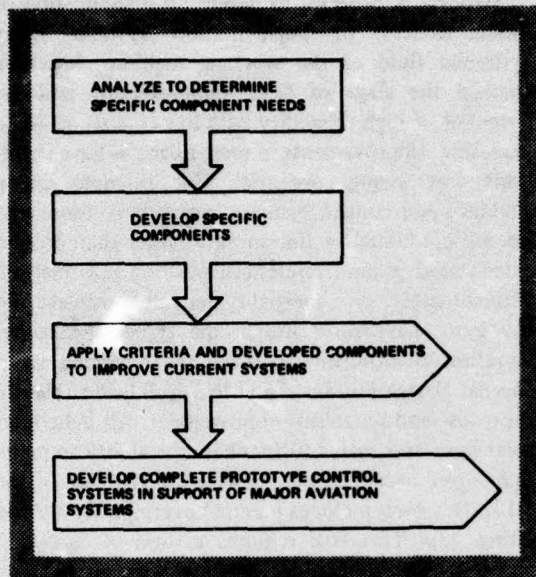 ANALYZE TO DETERMINE
SPECIFIC COMPONENT NEEDS
DEVELOP SPECIFIC
COMPONENTS
APPLY CRITERIA AND DEVELOPED COMPONENTS
TO IMPROVE CURRENT SYSTEMS
DEVELOP COMPLETE PROTOTYPE CONTROL
SYSTEMS IN SUPPORT OF MAJOR AVIATION
SYSTEMS